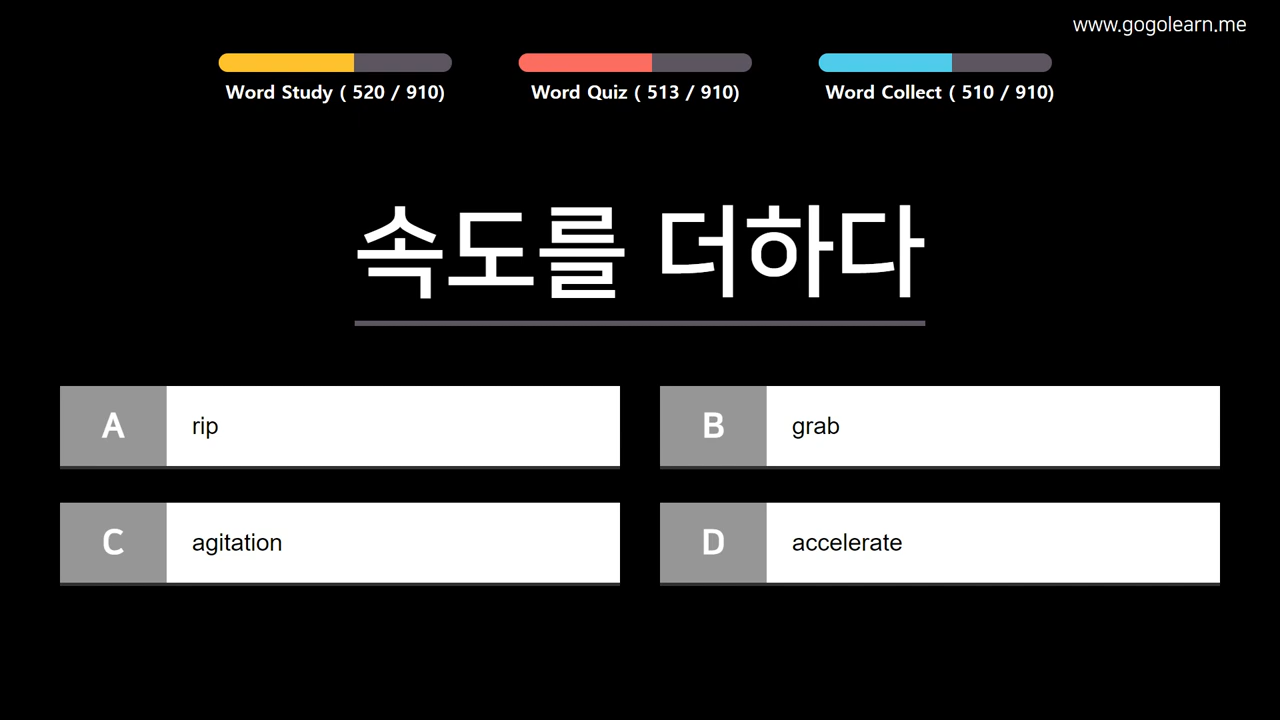 www.gogolearn.me
Word Study ( 520 / 910)
Word Quiz ( 513 / 910)
Word Collect ( 510 / 910)
속도를 더하다
A rip
B grab
C agitation
D accelerate